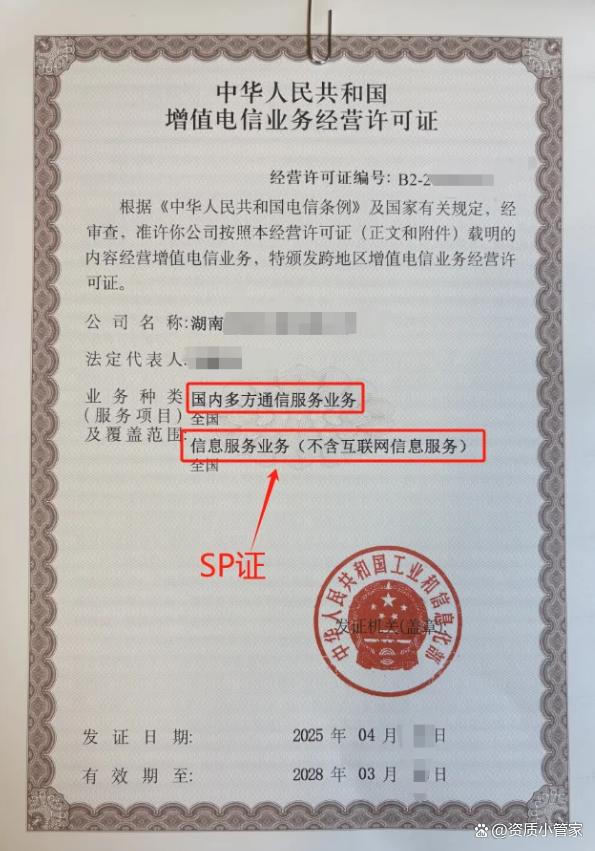 中华人民共和国
增值电信业务经营许可证
经营许可证编号: B2-2
根据《中华人民共和国电信条例》及国家有关规定,经
审查,准许你公司按照本经营许可证(正文和附件)载明的
内容经营增值电信业务,特颁发跨地区增值电信业务经营许
可证。
公司名称:湖南
法定代表人
业务种类 国内多方通信服务业务
(服务项目) 全国
及覆盖范围: 信息服务业务(不含互联网信息服务)
全国
SP证
中华人民共和国工业和信息化部
发证机关(盖章):
发证日期: 2025 年 04 月 日
有效期至: 2028 年 03 月 日
百家号/资质小管家